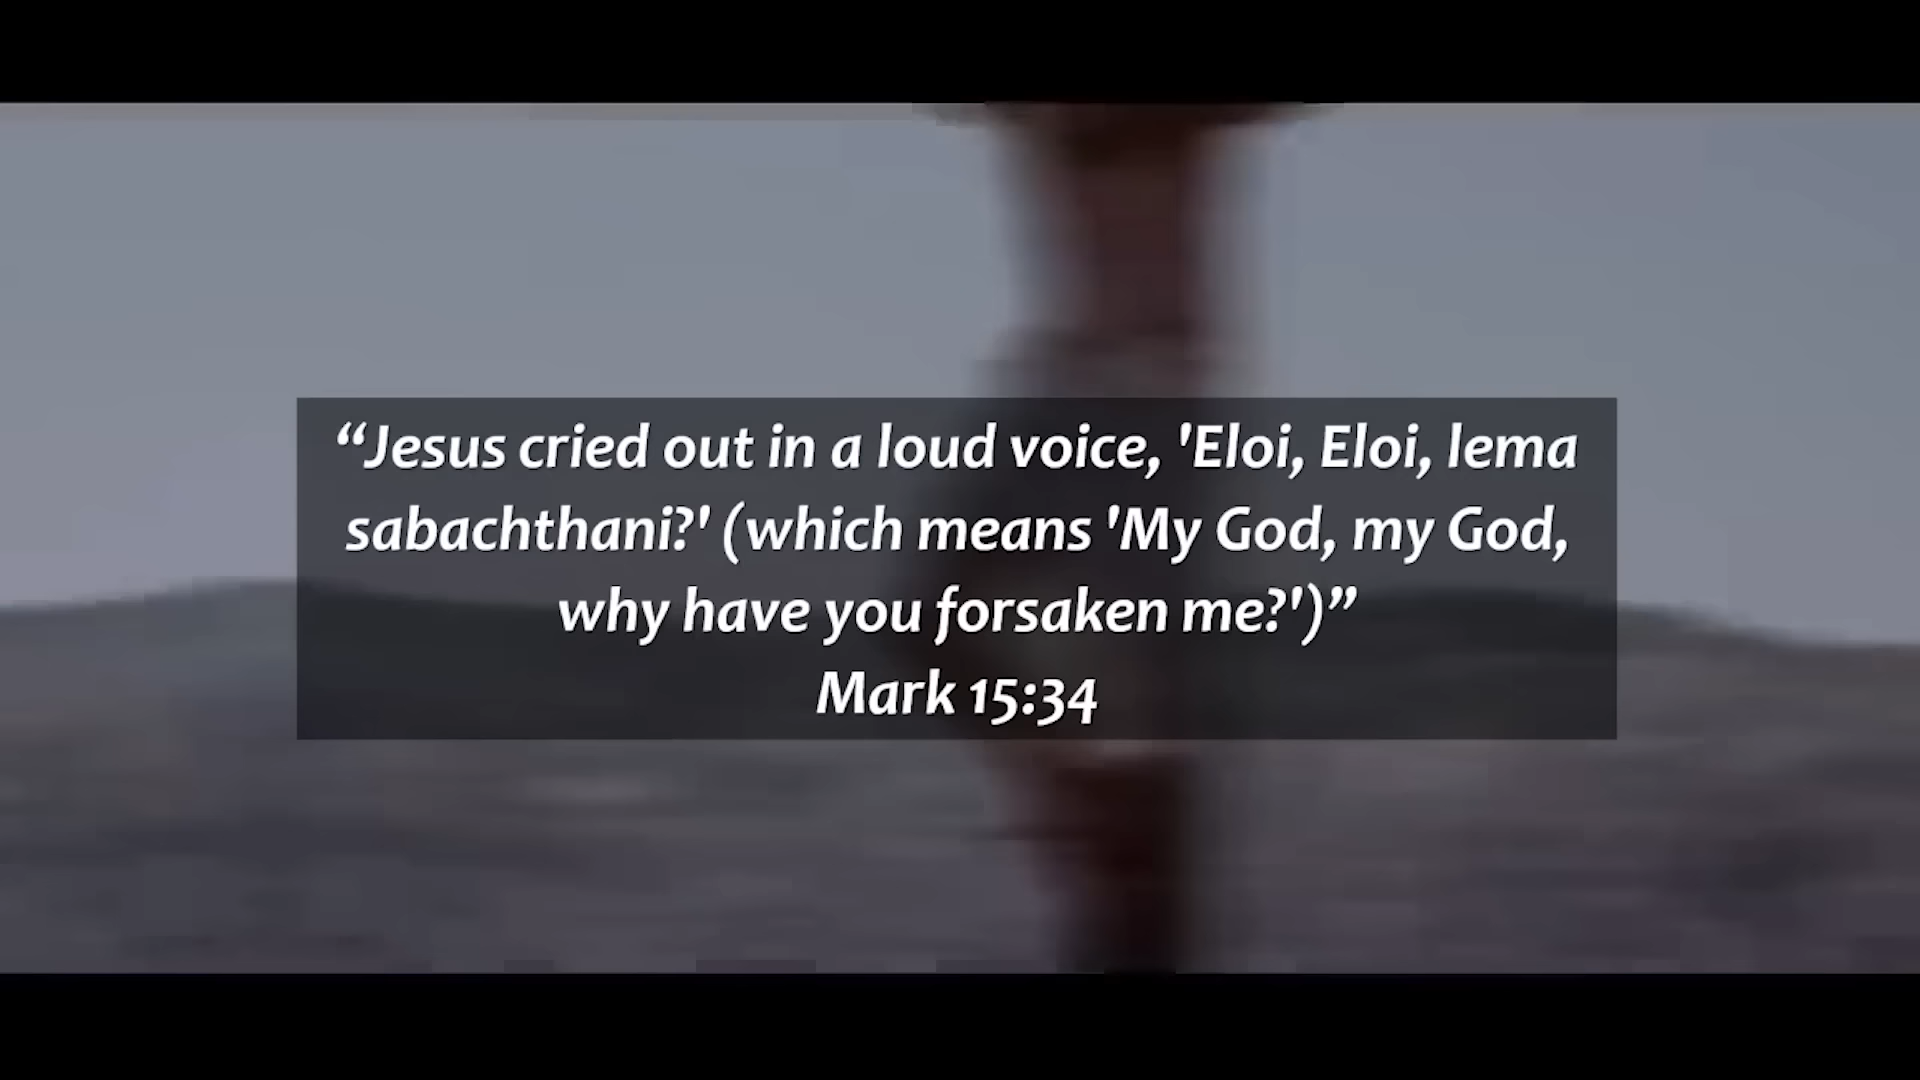 “Jesus cried out in a loud voice, 'Eloi, Eloi, lema
sabachthani?' (which means 'My God, my God,
why have you forsaken me?')”
Mark 15:34